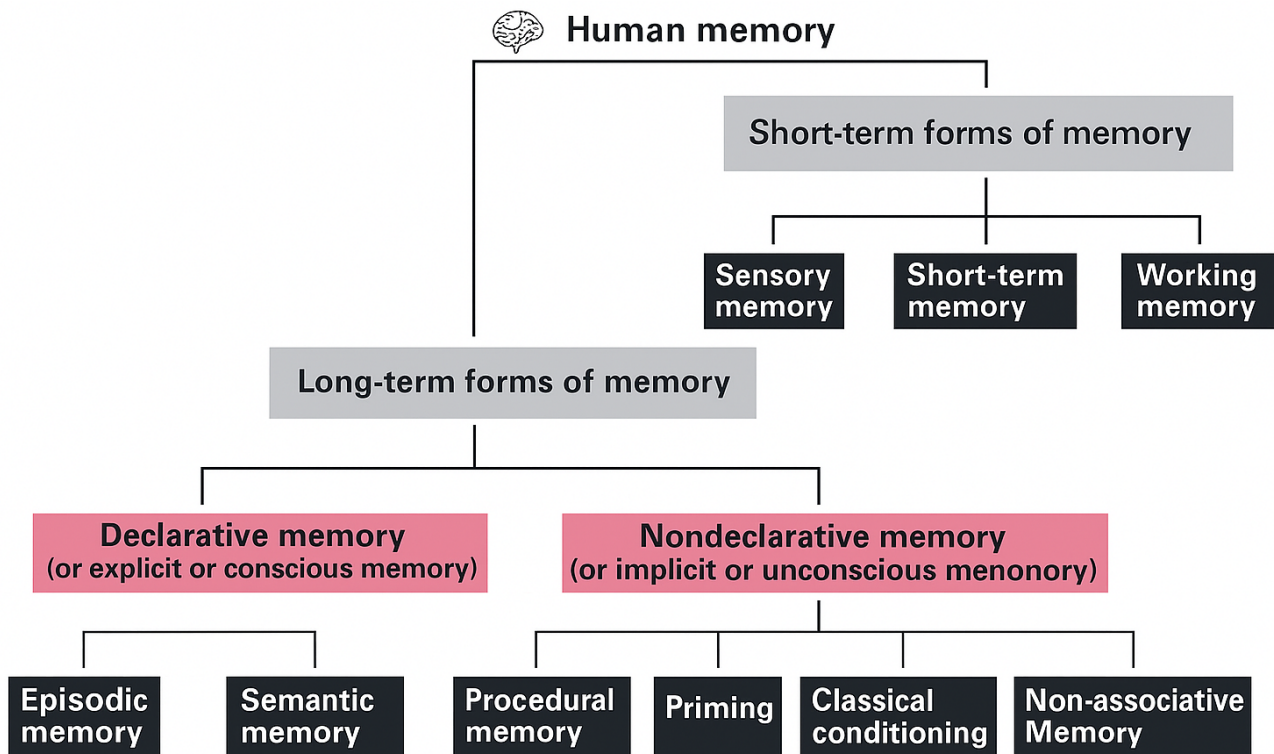 Human memory
Short-term forms of memory
Sensory
memory
Short-term
memory
Working
memory
Long-term forms of memory
Declarative memory
(or explicit or conscious memory)
Nondeclarative memory
(or implicit or unconscious menonory)
Episodic
memory
Semantic
memory
Procedural
memory
Priming
Classical
conditioning
Non-associative
Memory